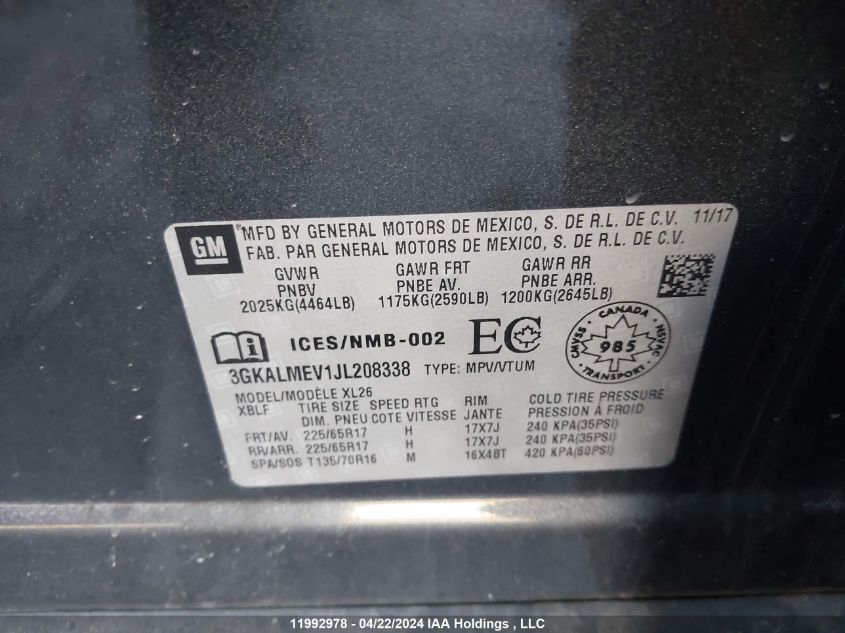 GM
® MFD BY GENERAL MOTORS DE MEXICO, S. DE R.L. DE C.V. 11/17
FAB. PAR GENERAL MOTORS DE MEXICO, S. DE R.L. DE C.V.
GVWR GAWR FRT GAWR RR
PNBV PNBE AV. PNBE ARR.
2025KG(4464LB) 1175KG(2590LB) 1200KG(2645LB)
ICES/NMB-002 EC
CANADA
CMVSS 985 NSVAC
TRANSPORT
3GKALMEV1JL208338 TYPE: MPV/VTUM
MODEL/MODÈLE XL26
XBLF TIRE SIZE SPEED RTG RIM COLD TIRE PRESSURE
DIM. PNEU COTE VITESSE JANTE PRESSION À FROID
FRT/AV. 225/65R17 H 17X7J 240 KPA(35PSI)
RR/ARR. 225/65R17 H 17X7J 240 KPA(35PSI)
SPA/SOS T135/70R16 M 16X4BT 420 KPA(60PSI)
11992978 - 04/22/2024 IAA Holdings , LLC